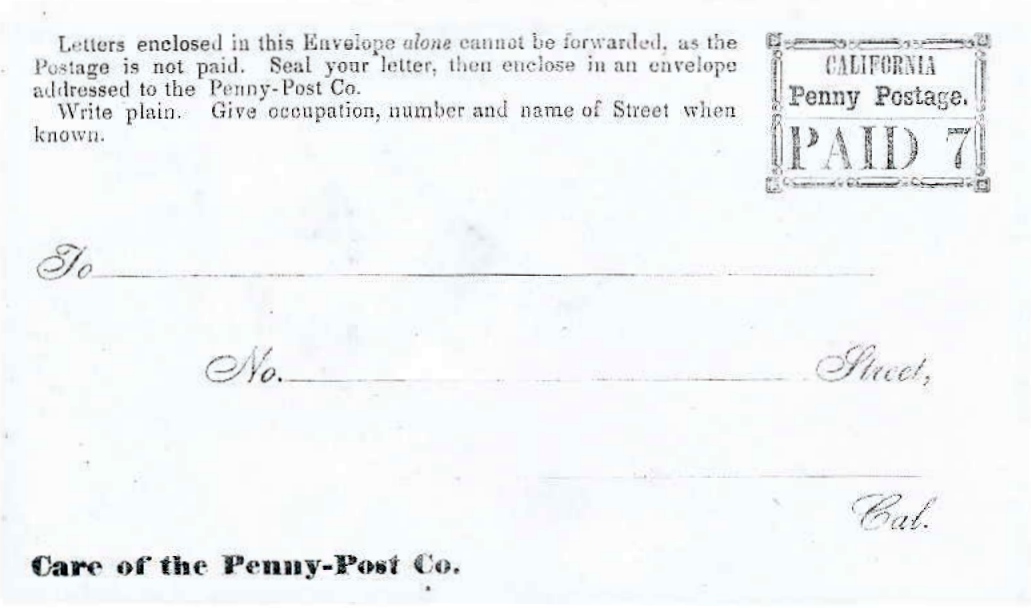 Letters enclosed in this Envelope alone cannot be forwarded, as the
Postage is not paid. Seal your letter, then enclose in an envelope
addressed to the Penny-Post Co.
Write plain. Give occupation, number and name of Street when
known.
CALIFORNIA
Penny Postage.
PAID 7
To
No. Street,
Cal.
Care of the Penny-Post Co.